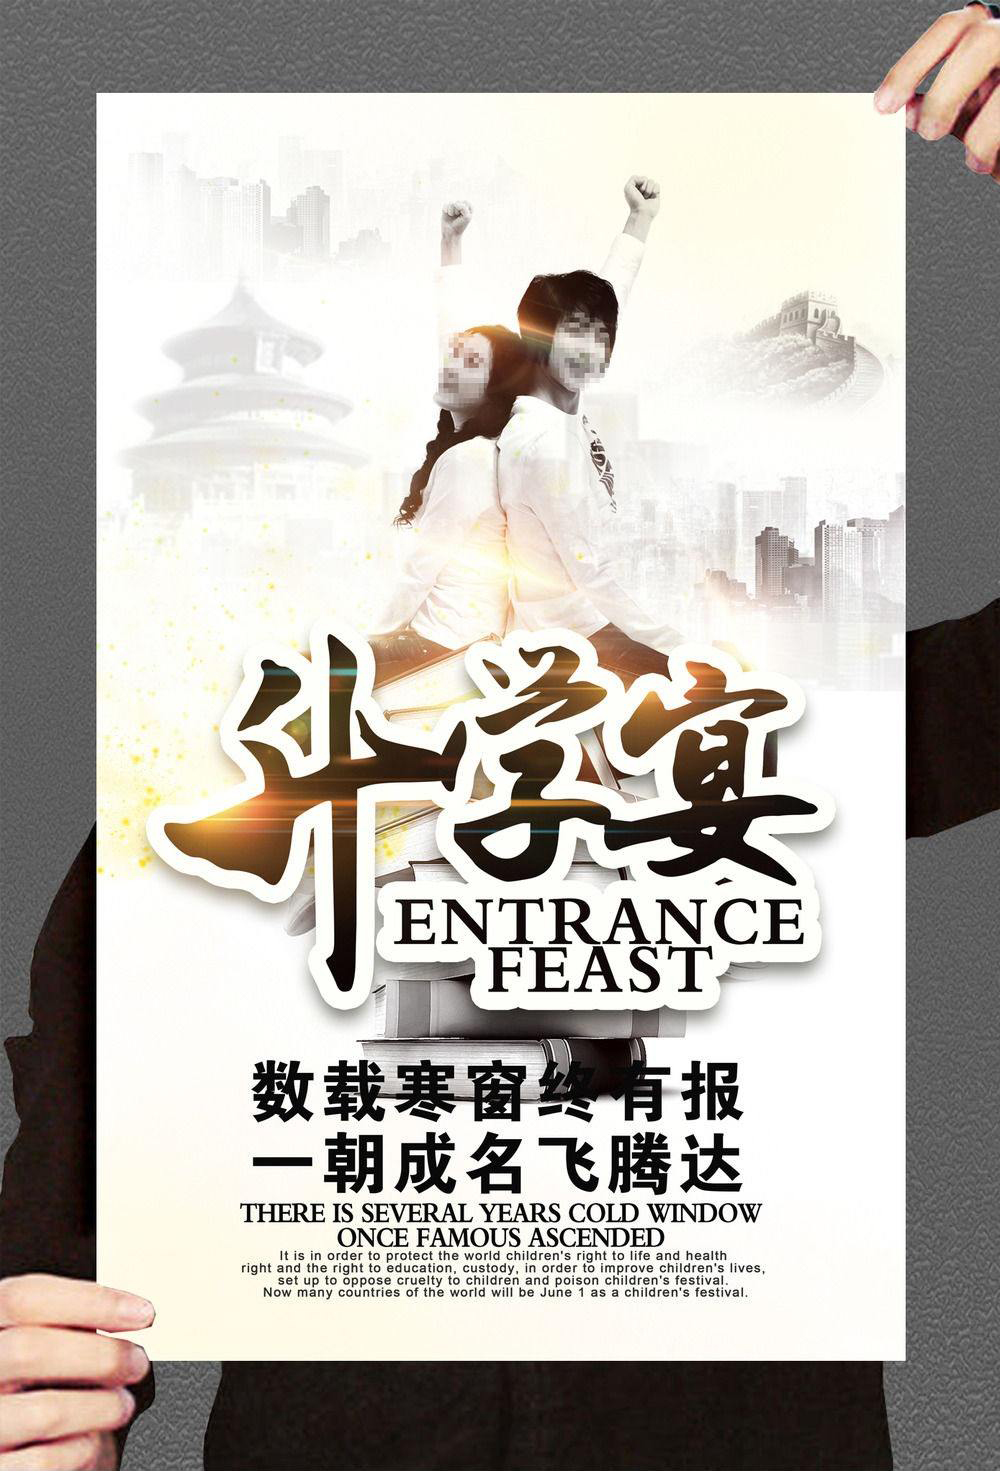 升学宴
ENTRANCE
FEAST
数载寒窗终有报
一朝成名飞腾达
THERE IS SEVERAL YEARS COLD WINDOW
ONCE FAMOUS ASCENDED
It is in order to protect the world children's right to life and health
right and the right to education, custody, in order to improve children's lives,
set up to oppose cruelty to children and poison children's festival.
Now many countries of the world will be June 1 as a children's festival.